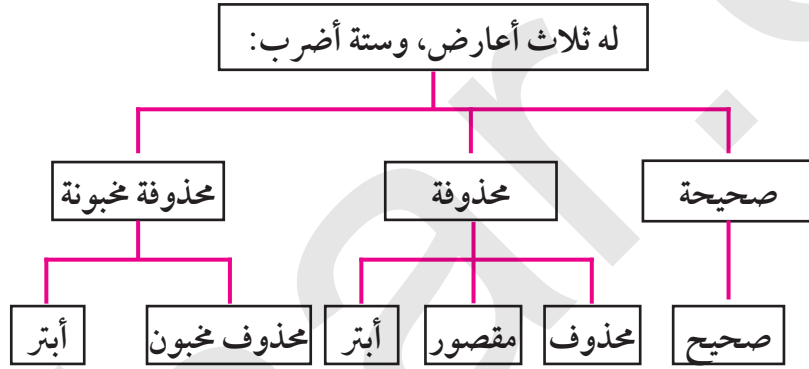 له ثلاث أعارض، وستة أضرب:
صحيحة محذوفة محذوفة مخبونة
صحيح محذوف مقصور أبتر محذوف مخبون أبتر